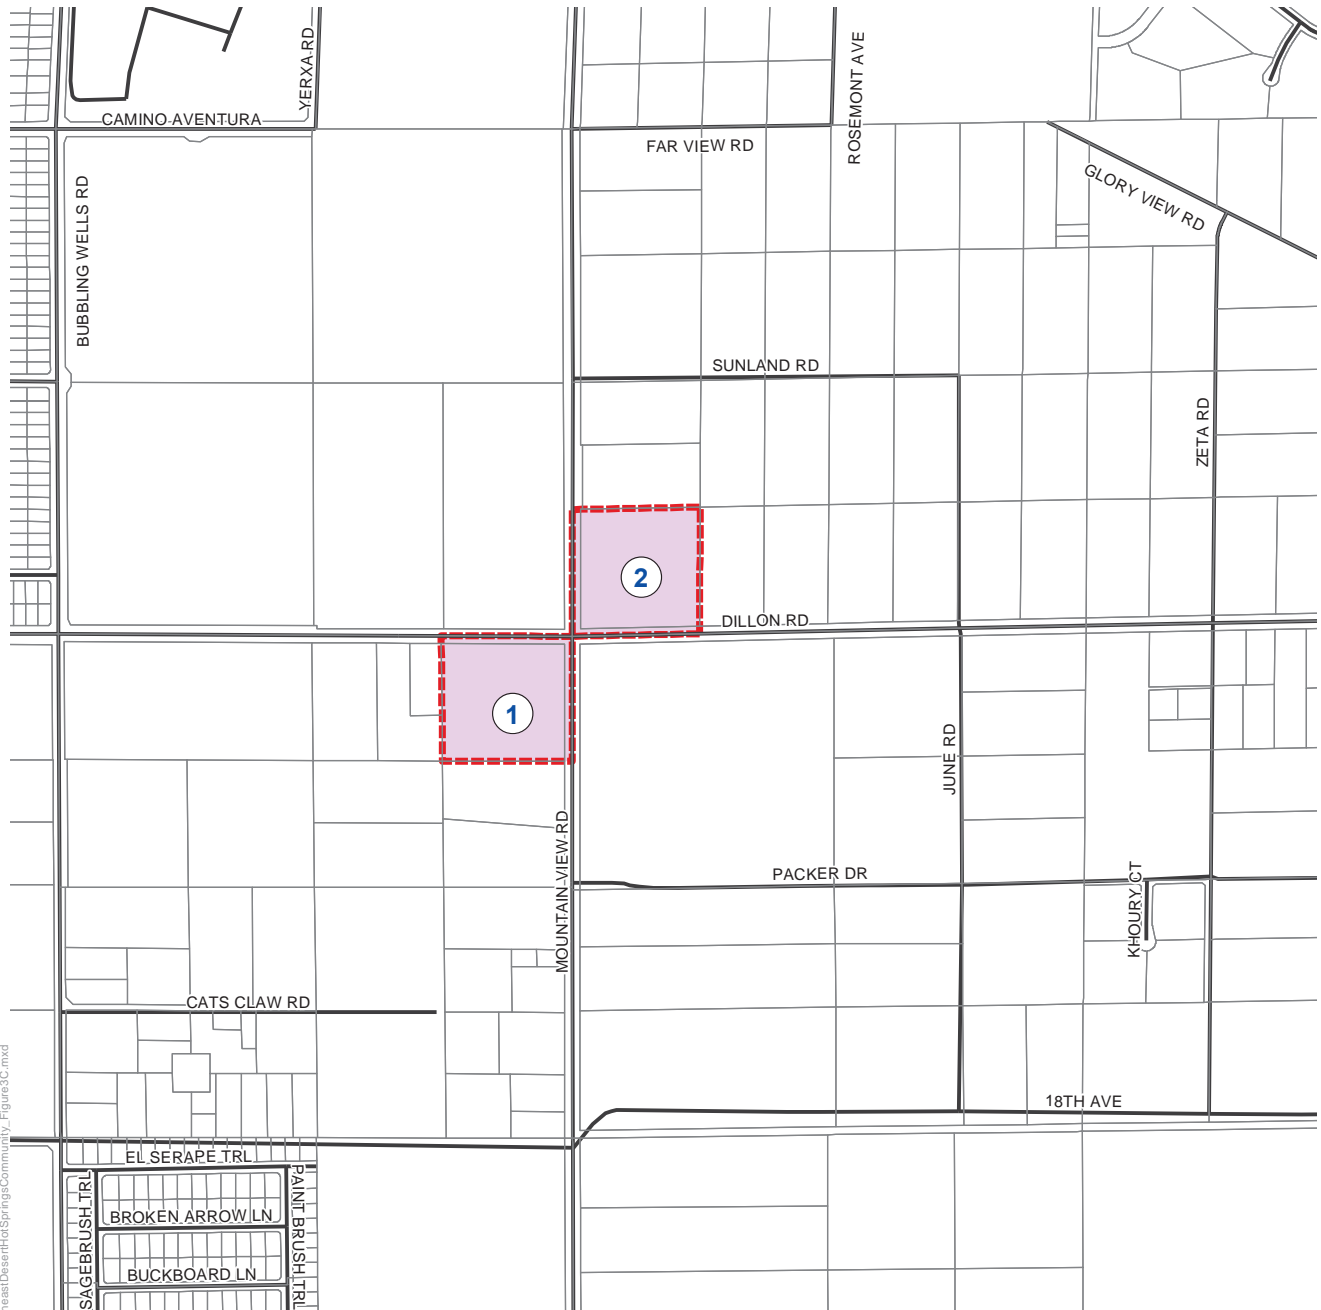 YERXA RD
ROSEMONT AVE
CAMINO AVENTURA
FAR VIEW RD
GLORY VIEW RD
BUBBLING WELLS RD
SUNLAND RD
ZETA RD
2
DILLON RD
1
JUNE RD
MOUNTAIN VIEW RD
PACKER DR
KHOURY CT
CATS CLAW RD
18TH AVE
EL SERAPE TRL
SAGEBRUSH TRL
PAINT BRUSH TRL
BROKEN ARROW LN
BUCKBOARD LN
heastDesertHotSpringsCommunity_Figure3C.mxd